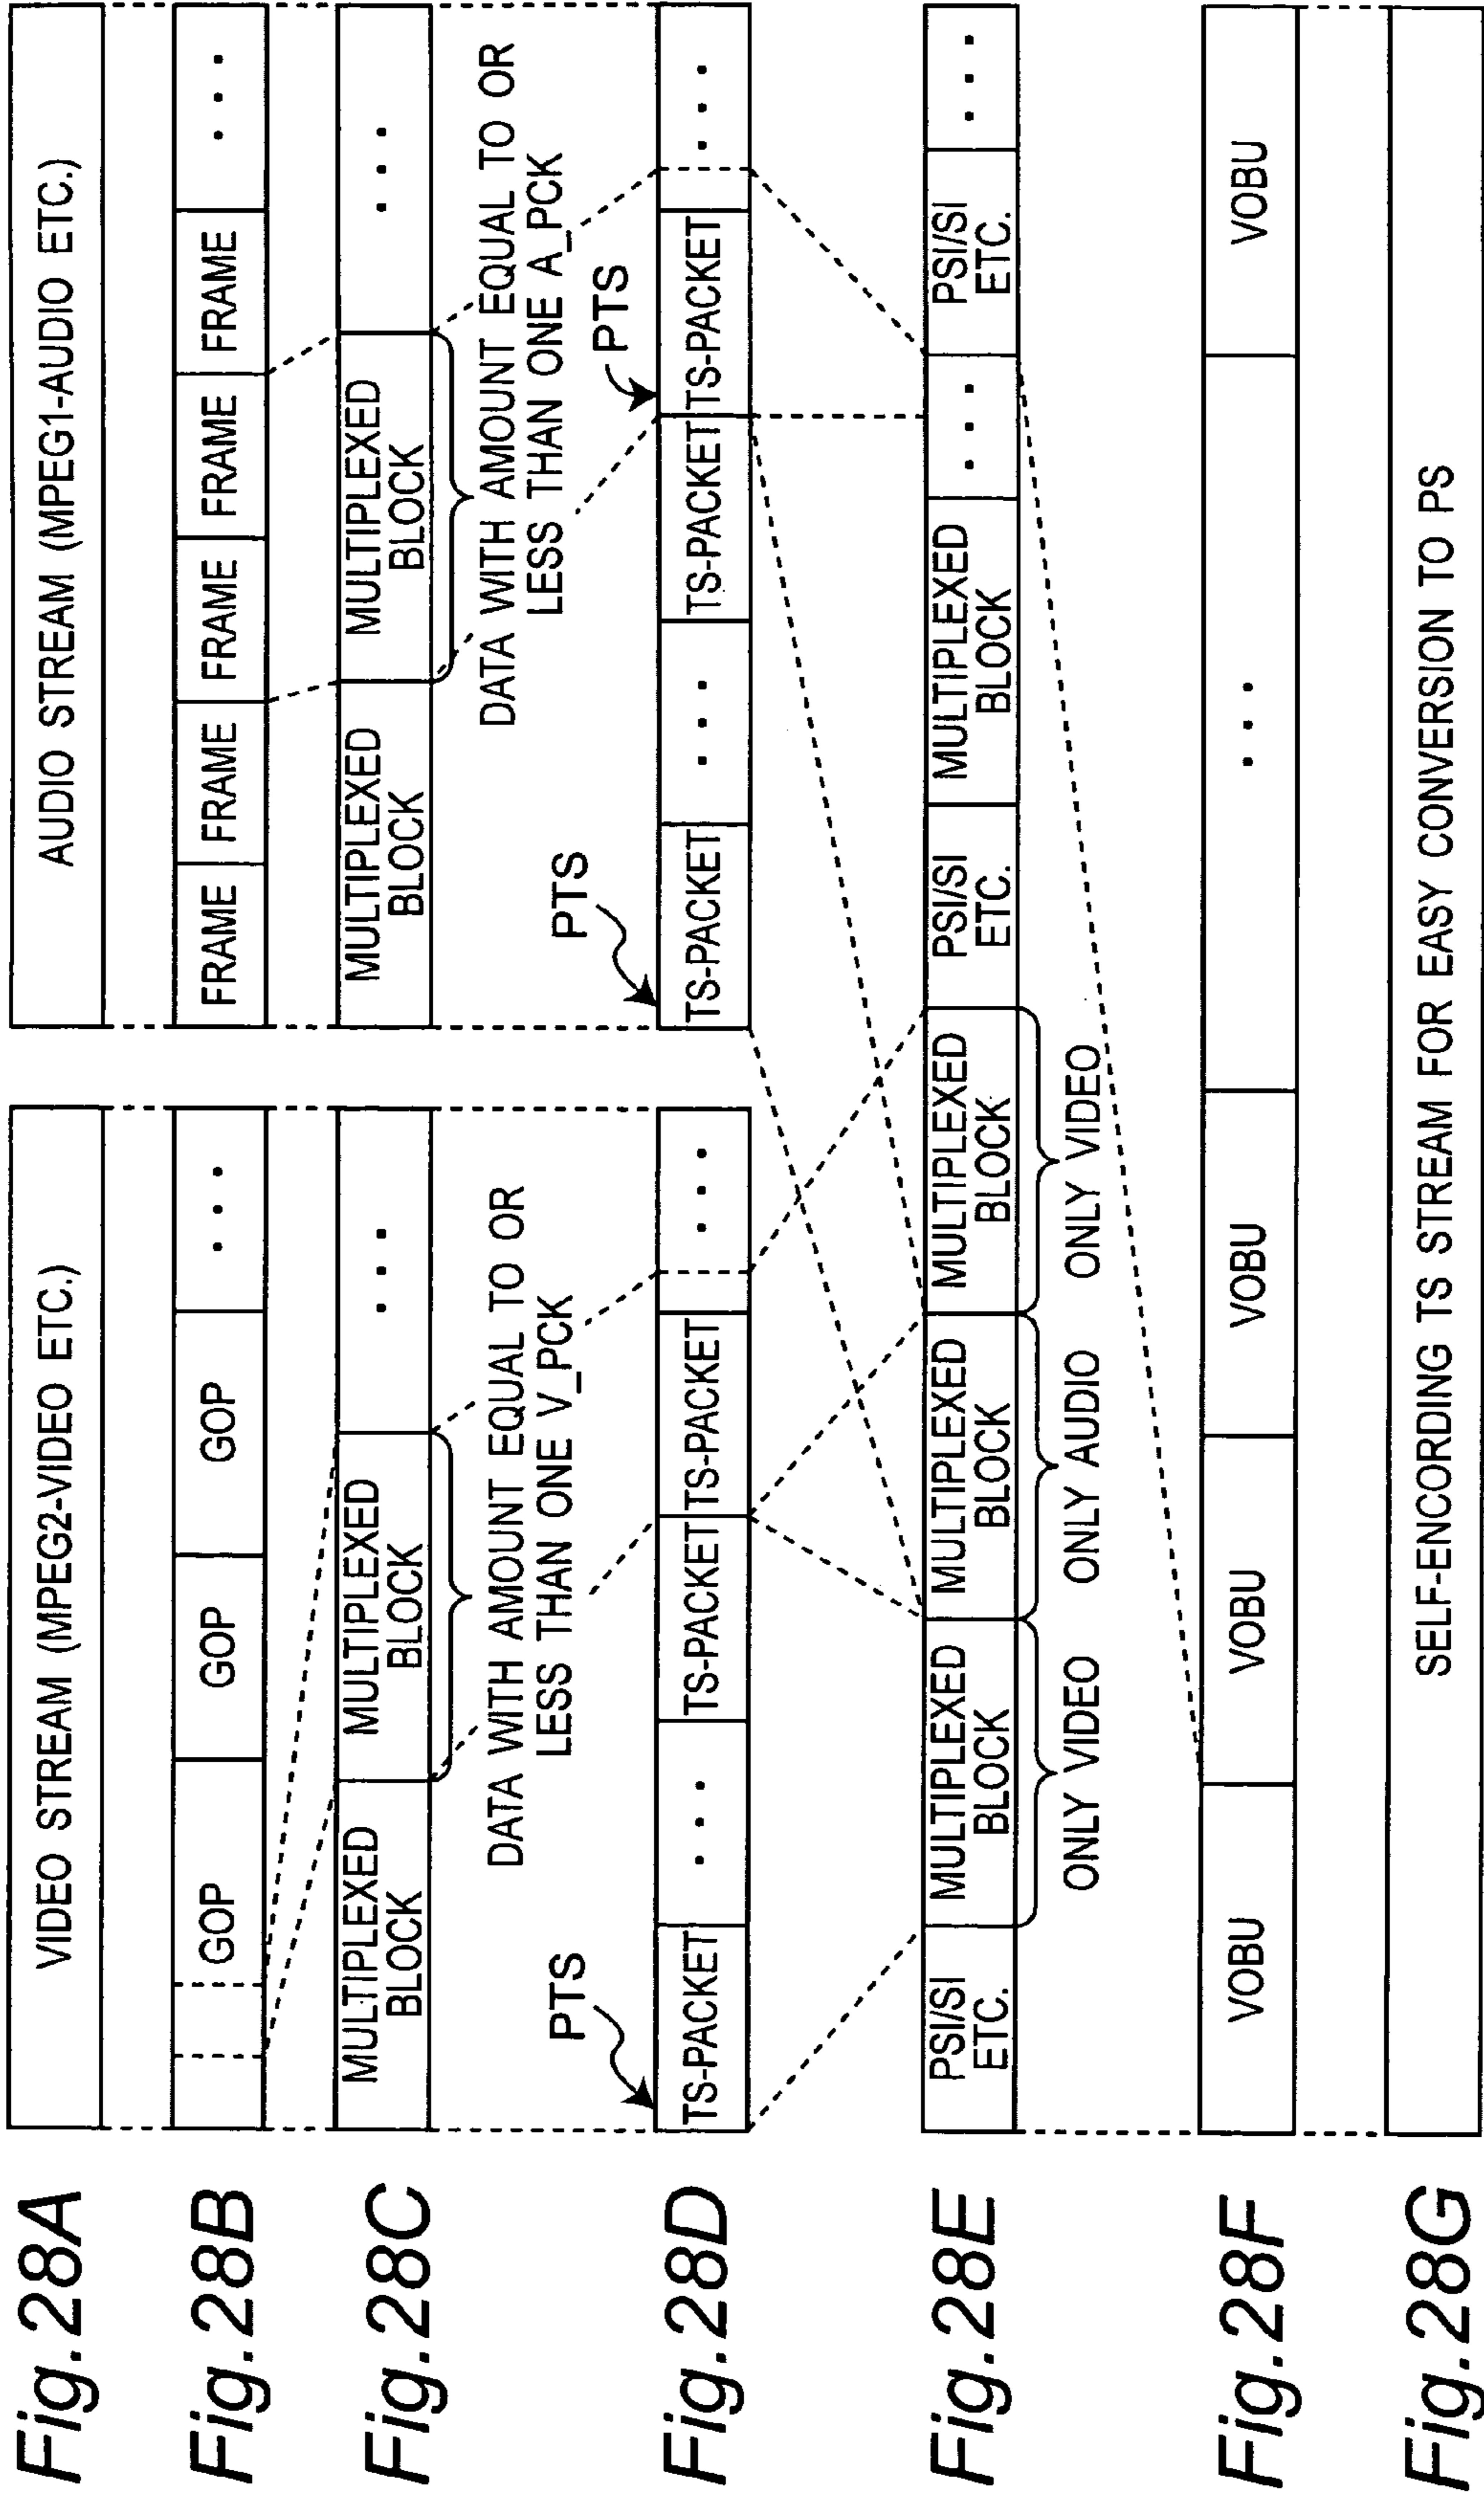 Fig.28A
VIDEO STREAM (MPEG2-VIDEO ETC.)
AUDIO STREAM (MPEG1-AUDIO ETC.)
Fig.28B
GOP
GOP
GOP
...
FRAME
FRAME
FRAME
FRAME
FRAME
...
Fig.28C
MULTIPLEXED
BLOCK
MULTIPLEXED
BLOCK
...
MULTIPLEXED
BLOCK
MULTIPLEXED
BLOCK
...
DATA WITH AMOUNT EQUAL TO OR
LESS THAN ONE V_PCK
DATA WITH AMOUNT EQUAL TO OR
LESS THAN ONE A_PCK
PTS
PTS
PTS
Fig.28D
TS-PACKET
...
TS-PACKET
TS-PACKET
...
TS-PACKET
...
TS-PACKET
TS-PACKET
...
Fig.28E
PSI/SI
ETC.
MULTIPLEXED
BLOCK
MULTIPLEXED
BLOCK
MULTIPLEXED
BLOCK
PSI/SI
ETC.
MULTIPLEXED
BLOCK
...
PSI/SI
ETC.
...
ONLY VIDEO
ONLY AUDIO
ONLY VIDEO
Fig.28F
VOBU
VOBU
VOBU
...
VOBU
Fig.28G
SELF-ENCORDING TS STREAM FOR EASY CONVERSION TO PS